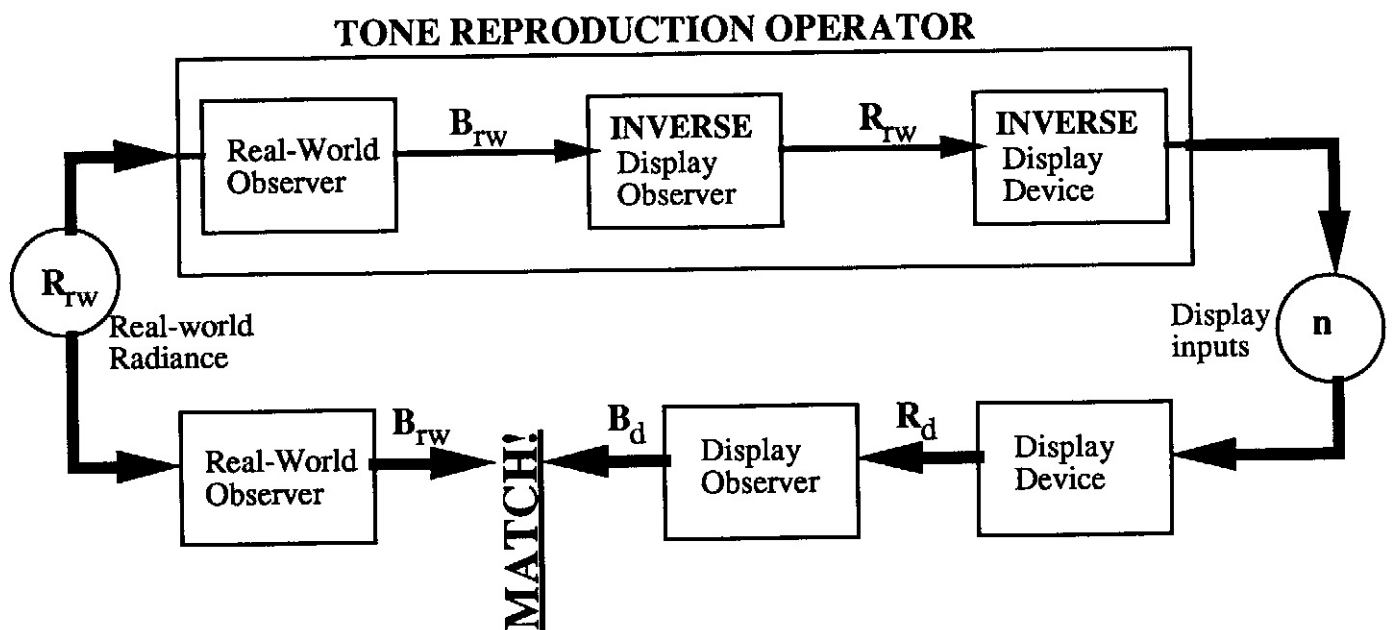 TONE REPRODUCTION OPERATOR
Real-World
Observer
B_rw
INVERSE
Display
Observer
R_rw
INVERSE
Display
Device
R_rw
Real-world
Radiance
Display
inputs
n
Real-World
Observer
B_rw
MATCH!
B_d
Display
Observer
R_d
Display
Device